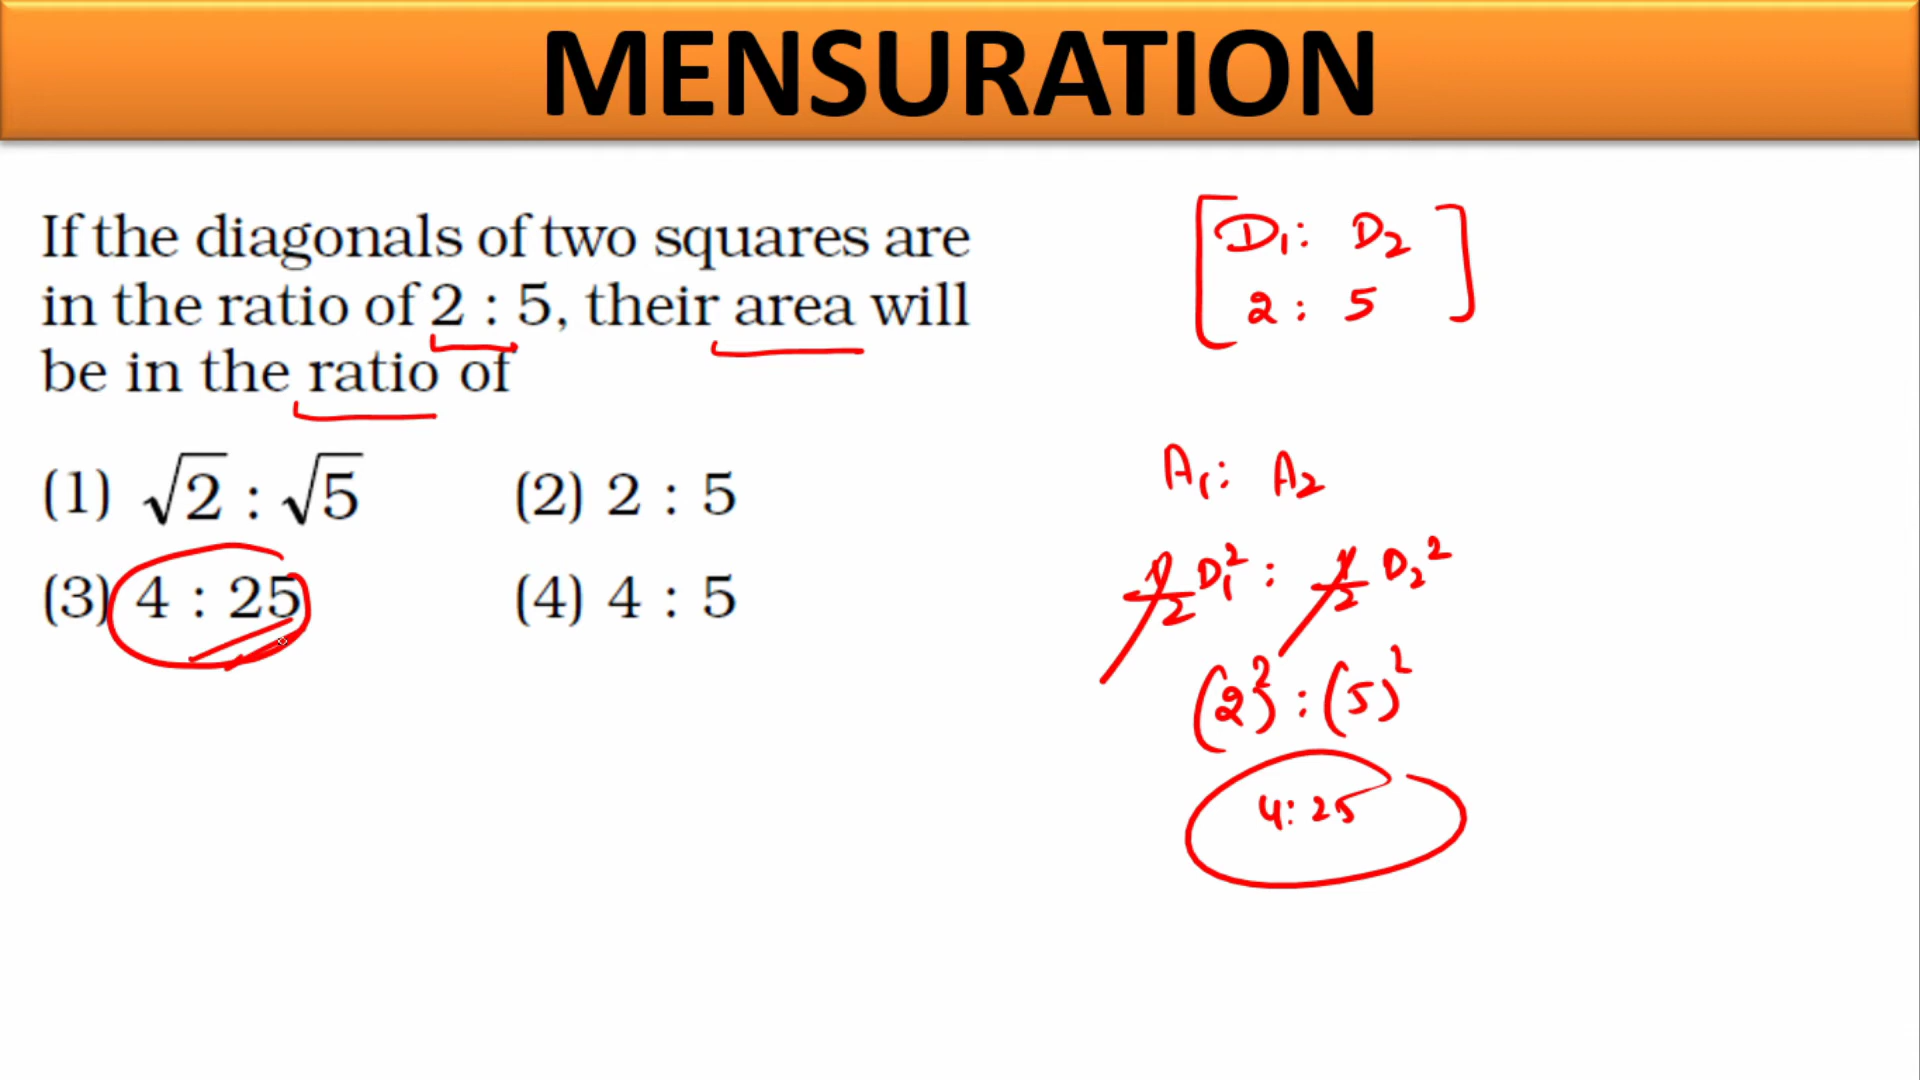 MENSURATION
If the diagonals of two squares are
in the ratio of 2 : 5, their area will
be in the ratio of
(1) √2 : √5 (2) 2 : 5
(3) 4 : 25 (4) 4 : 5
D₁ : D₂
2 : 5
A₁ : A₂
1/2 D₁² : 1/2 D₂²
(2)² : (5)²
4 : 25